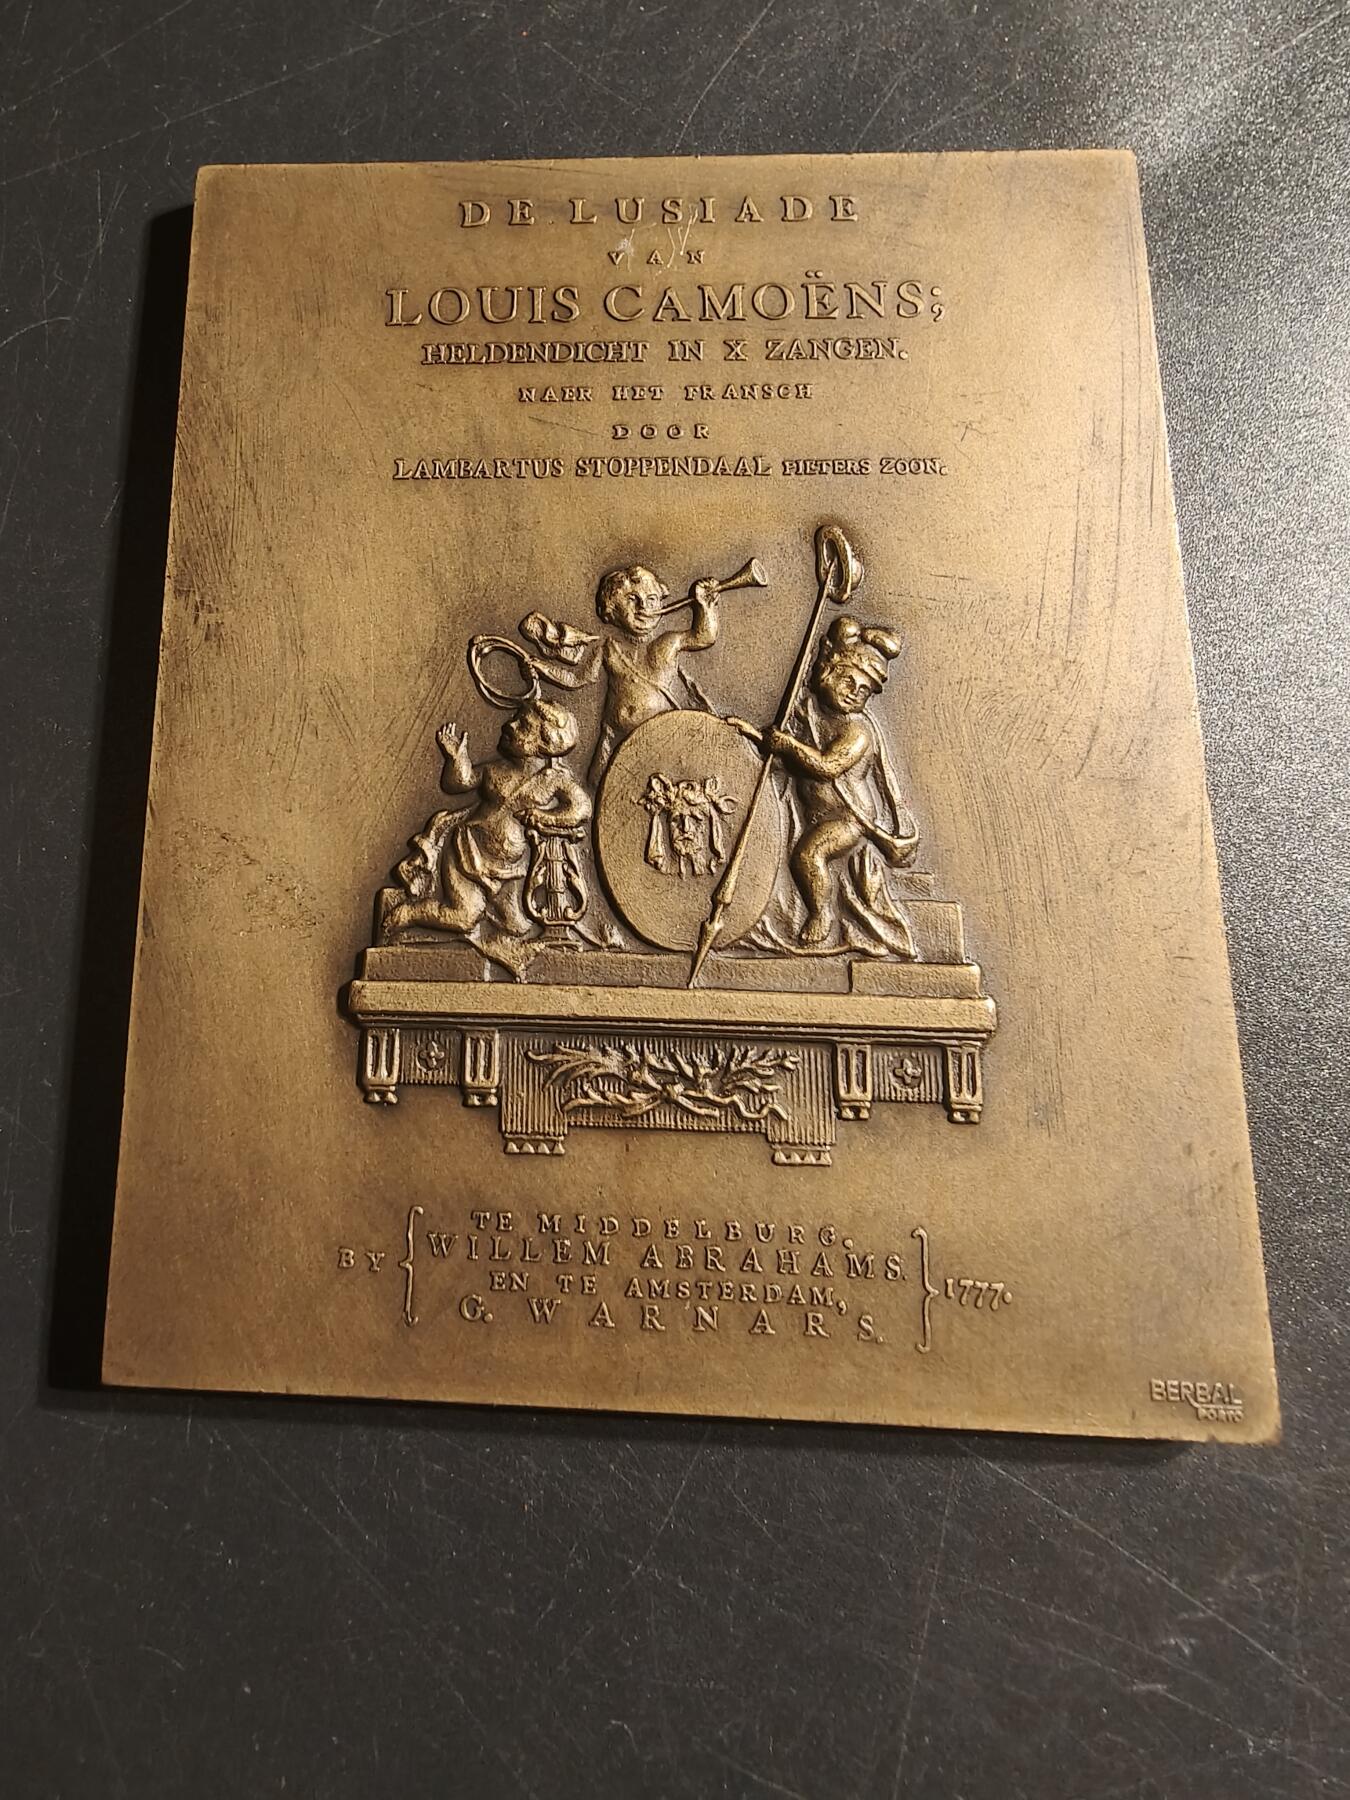 DE LUSIADE
VAN
LOUIS CAMOËNS;
HELDENDICHT IN X ZANGEN.
NAER HET FRANSCH
DOOR
LAMBARTUS STOPPENDAAL PIETERS ZOON.
TE MIDDELBURG.
BY { WILLEM ABRAHAMS. } 1777.
EN TE AMSTERDAM,
G. WARNARS.
BERBAL
PORTO